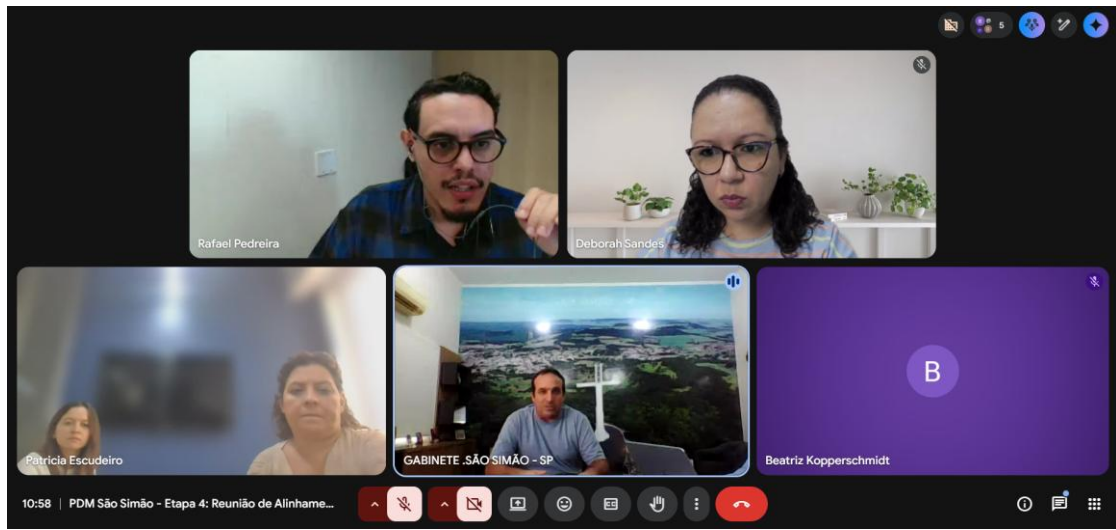 5
Rafael Pedreira
Deborah Sandes
Patricia Escudeiro
GABINETE .SÃO SIMÃO - SP
B
Beatriz Kopperschmidt
10:58 | PDM São Simão - Etapa 4: Reunião de Alinhame...